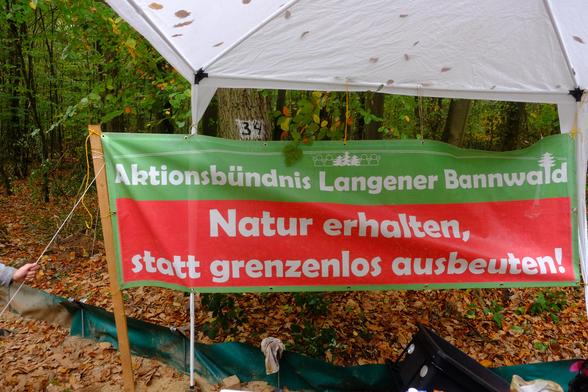 34
Aktionsbündnis Langener Bannwald
Natur erhalten,
statt grenzenlos ausbeuten!